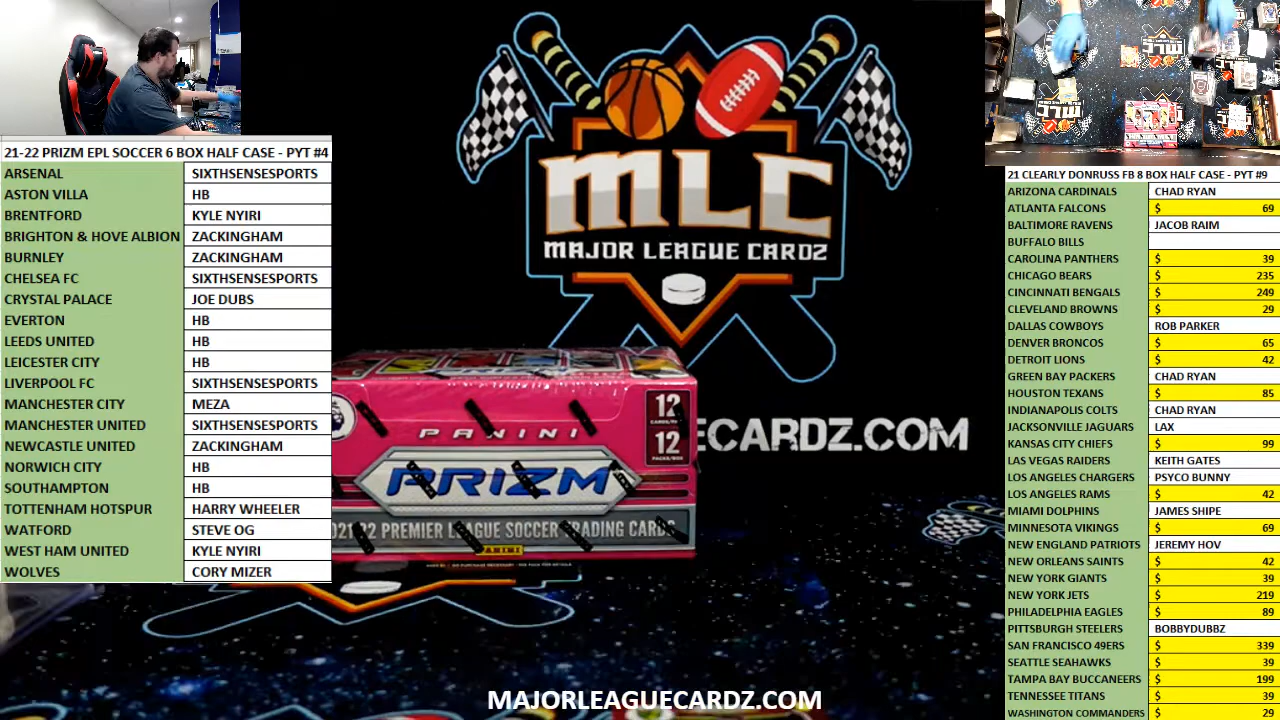 21-22 PRIZM EPL SOCCER 6 BOX HALF CASE - PYT #4
ARSENAL SIXTHSENSESPORTS
ASTON VILLA HB
BRENTFORD KYLE NYIRI
BRIGHTON & HOVE ALBION ZACKINGHAM
BURNLEY ZACKINGHAM
CHELSEA FC SIXTHSENSESPORTS
CRYSTAL PALACE JOE DUBS
EVERTON HB
LEEDS UNITED HB
LEICESTER CITY HB
LIVERPOOL FC SIXTHSENSESPORTS
MANCHESTER CITY MEZA
MANCHESTER UNITED SIXTHSENSESPORTS
NEWCASTLE UNITED ZACKINGHAM
NORWICH CITY HB
SOUTHAMPTON HB
TOTTENHAM HOTSPUR HARRY WHEELER
WATFORD STEVE OG
WEST HAM UNITED KYLE NYIRI
WOLVES CORY MIZER
MLC
MAJOR LEAGUE CARDZ
12
12
PANINI
PRIZM
2021-22 PREMIER LEAGUE SOCCER TRADING CARDS
PANINI
ECARDZ.COM
MAJORLEAGUECARDZ.COM
MLC
21 CLEARLY DONRUSS FB 8 BOX HALF CASE - PYT #9
ARIZONA CARDINALS CHAD RYAN
ATLANTA FALCONS $ 69
BALTIMORE RAVENS JACOB RAIM
BUFFALO BILLS
CAROLINA PANTHERS $ 39
CHICAGO BEARS $ 235
CINCINNATI BENGALS $ 249
CLEVELAND BROWNS $ 29
DALLAS COWBOYS ROB PARKER
DENVER BRONCOS $ 65
DETROIT LIONS $ 42
GREEN BAY PACKERS CHAD RYAN
HOUSTON TEXANS $ 85
INDIANAPOLIS COLTS CHAD RYAN
JACKSONVILLE JAGUARS LAX
KANSAS CITY CHIEFS $ 99
LAS VEGAS RAIDERS KEITH GATES
LOS ANGELES CHARGERS PSYCO BUNNY
LOS ANGELES RAMS $ 42
MIAMI DOLPHINS JAMES SHIPE
MINNESOTA VIKINGS $ 69
NEW ENGLAND PATRIOTS JEREMY HOV
NEW ORLEANS SAINTS $ 42
NEW YORK GIANTS $ 39
NEW YORK JETS $ 219
PHILADELPHIA EAGLES $ 89
PITTSBURGH STEELERS BOBBYDUBBZ
SAN FRANCISCO 49ERS $ 339
SEATTLE SEAHAWKS $ 39
TAMPA BAY BUCCANEERS $ 199
TENNESSEE TITANS $ 39
WASHINGTON COMMANDERS $ 29